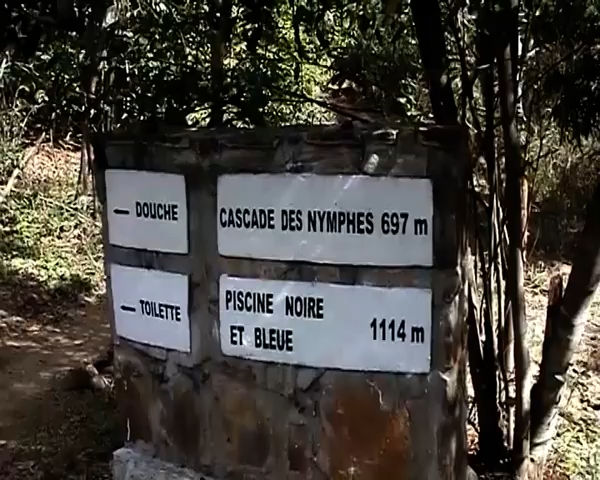 — DOUCHE
CASCADE DES NYMPHES 697 m
— TOILETTE
PISCINE NOIRE
ET BLEUE 1114 m